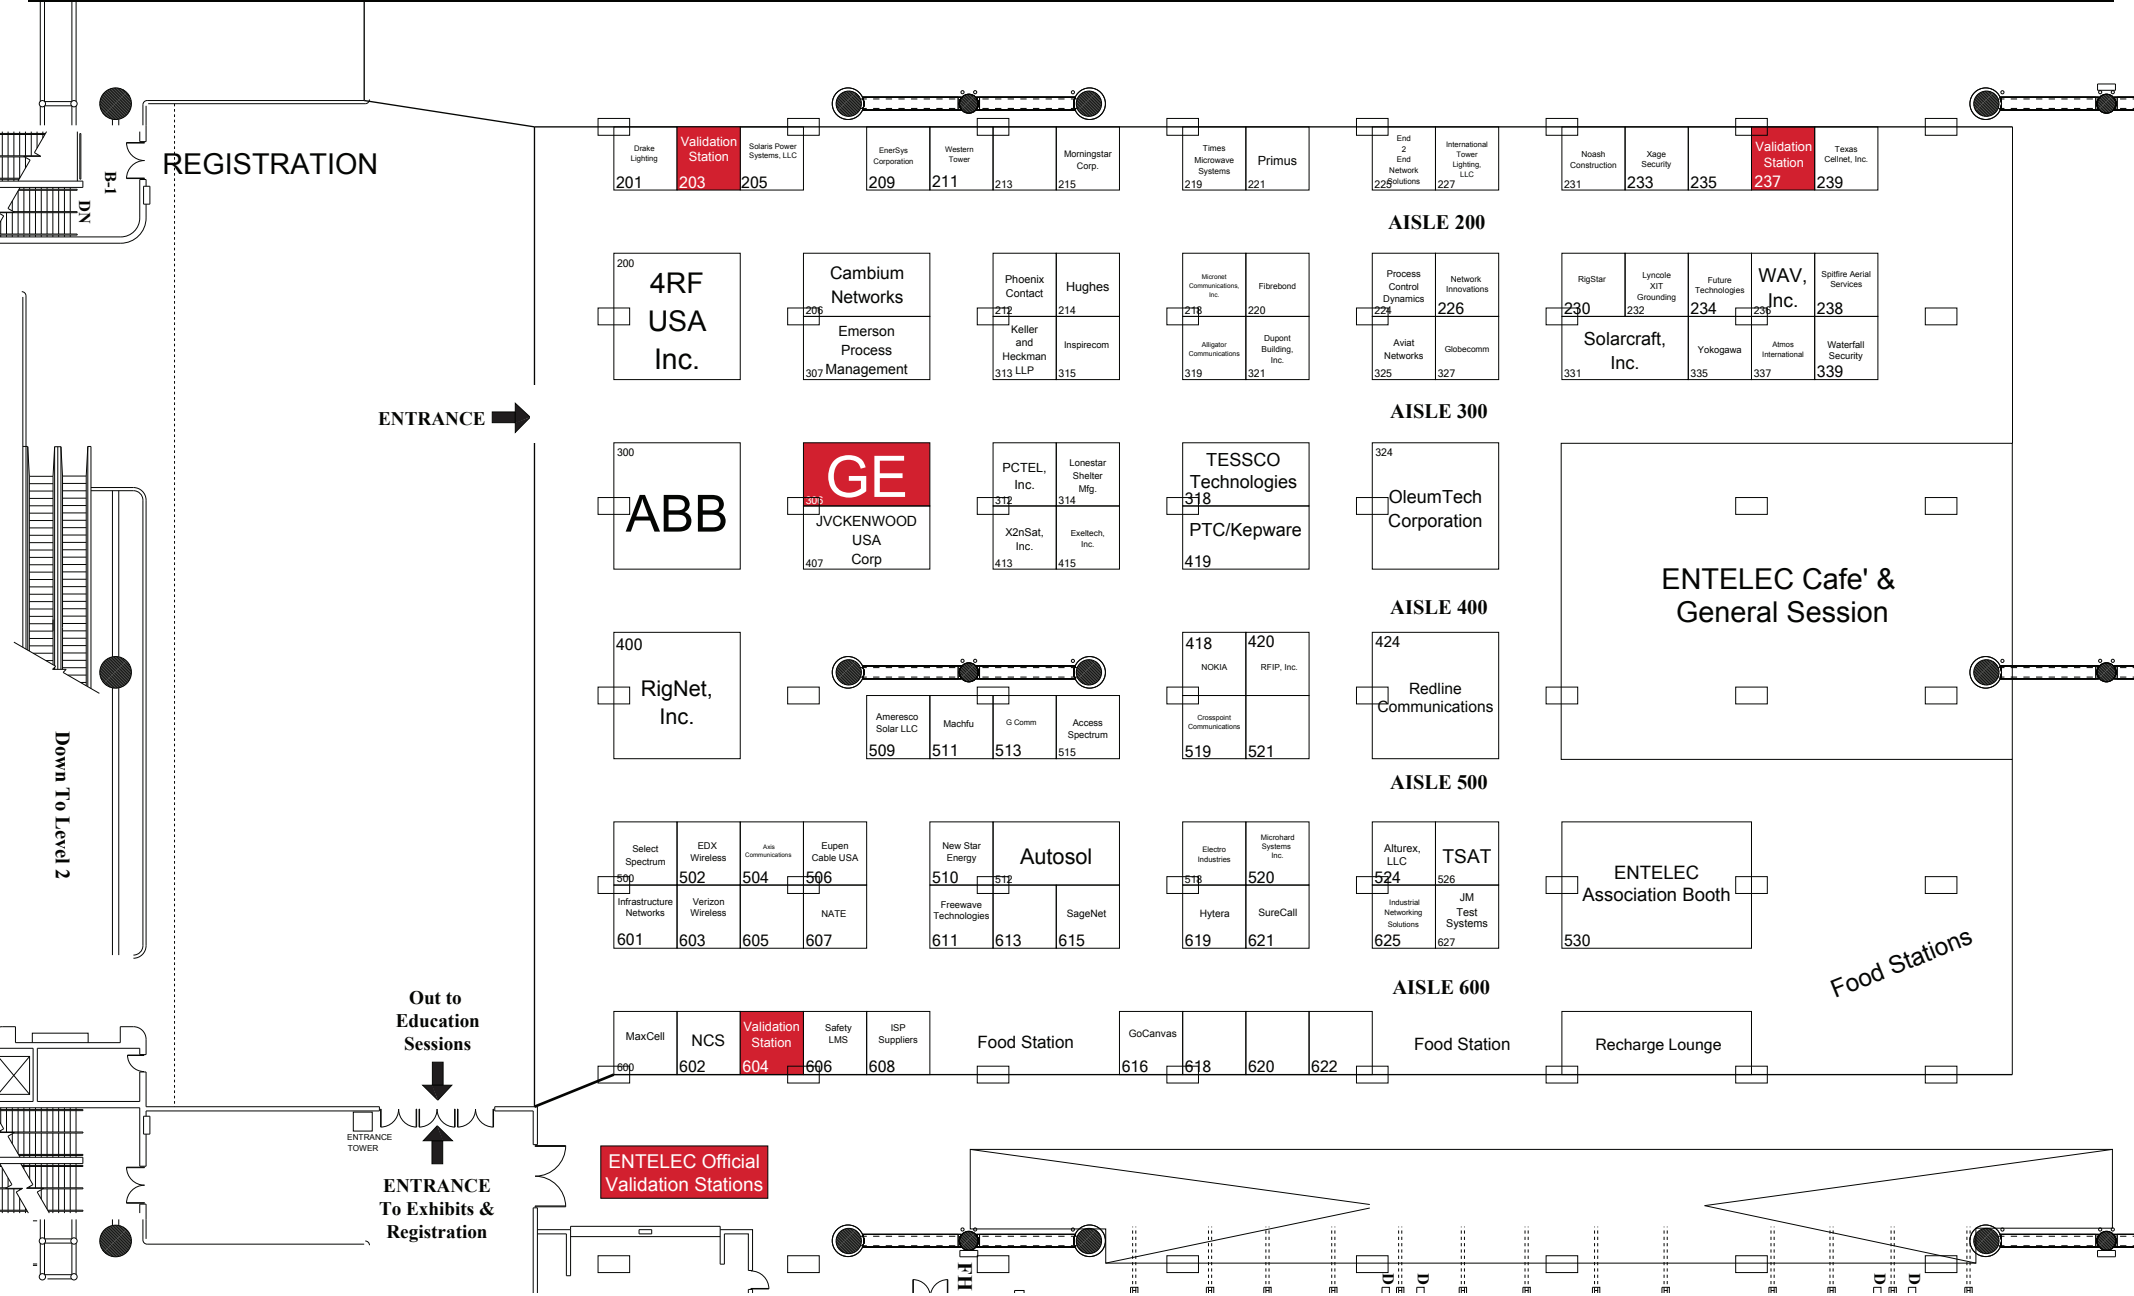 REGISTRATION
B-1
DN
Drake
Lighting
201
Validation
Station
203
Solaris Power
Systems, LLC
205
EnerSys
Corporation
209
Western
Tower
211
213
Morningstar
Corp.
215
Times
Microwave
Systems
219
Primus
221
End
2
End
Network
Solutions
225
International
Tower
Lighting,
LLC
227
Noash
Construction
231
Xage
Security
233
235
Validation
Station
237
Texas
Cellnet, Inc.
239
AISLE 200
200
4RF
USA
Inc.
Cambium
Networks
206
Emerson
Process
Management
307
Phoenix
Contact
212
Hughes
214
Keller
and
Heckman
LLP
313
Inspirecom
315
Micronet
Communications,
Inc.
218
Fibrebond
220
Alligator
Communications
319
Dupont
Building,
Inc.
321
Process
Control
Dynamics
224
Network
Innovations
226
Aviat
Networks
325
Globecomm
327
RigStar
230
Lyncole
XIT
Grounding
232
Future
Technologies
234
WAV,
Inc.
236
Spitfire Aerial
Services
238
Solarcraft,
Inc.
331
Yokogawa
335
Atmos
International
337
Waterfall
Security
339
ENTRANCE
AISLE 300
300
ABB
GE
306
JVCKENWOOD
USA
Corp
407
PCTEL,
Inc.
312
Lonestar
Shelter
Mfg.
314
X2nSat,
Inc.
413
Exeltech,
Inc.
415
TESSCO
Technologies
318
PTC/Kepware
419
324
OleumTech
Corporation
ENTELEC Cafe' &
General Session
AISLE 400
400
RigNet,
Inc.
Ameresco
Solar LLC
509
Machfu
511
G Comm
513
Access
Spectrum
515
418
NOKIA
420
RFIP, Inc.
Crosspoint
Communications
519
521
424
Redline
Communications
Down To Level 2
AISLE 500
Select
Spectrum
500
EDX
Wireless
502
Axis
Communications
504
Eupen
Cable USA
506
Infrastructure
Networks
601
Verizon
Wireless
603
605
NATE
607
New Star
Energy
510
Autosol
512
Freewave
Technologies
611
613
SageNet
615
Electro
Industries
518
Microhard
Systems
Inc.
520
Hytera
619
SureCall
621
Alturex,
LLC
524
TSAT
526
Industrial
Networking
Solutions
625
JM
Test
Systems
627
ENTELEC
Association Booth
530
Food Stations
AISLE 600
Out to
Education
Sessions
MaxCell
600
NCS
602
Validation
Station
604
Safety
LMS
606
ISP
Suppliers
608
Food Station
GoCanvas
616
618
620
622
Food Station
Recharge Lounge
ENTRANCE
TOWER
ENTRANCE
To Exhibits &
Registration
ENTELEC Official
Validation Stations
FH
D
D
D
D